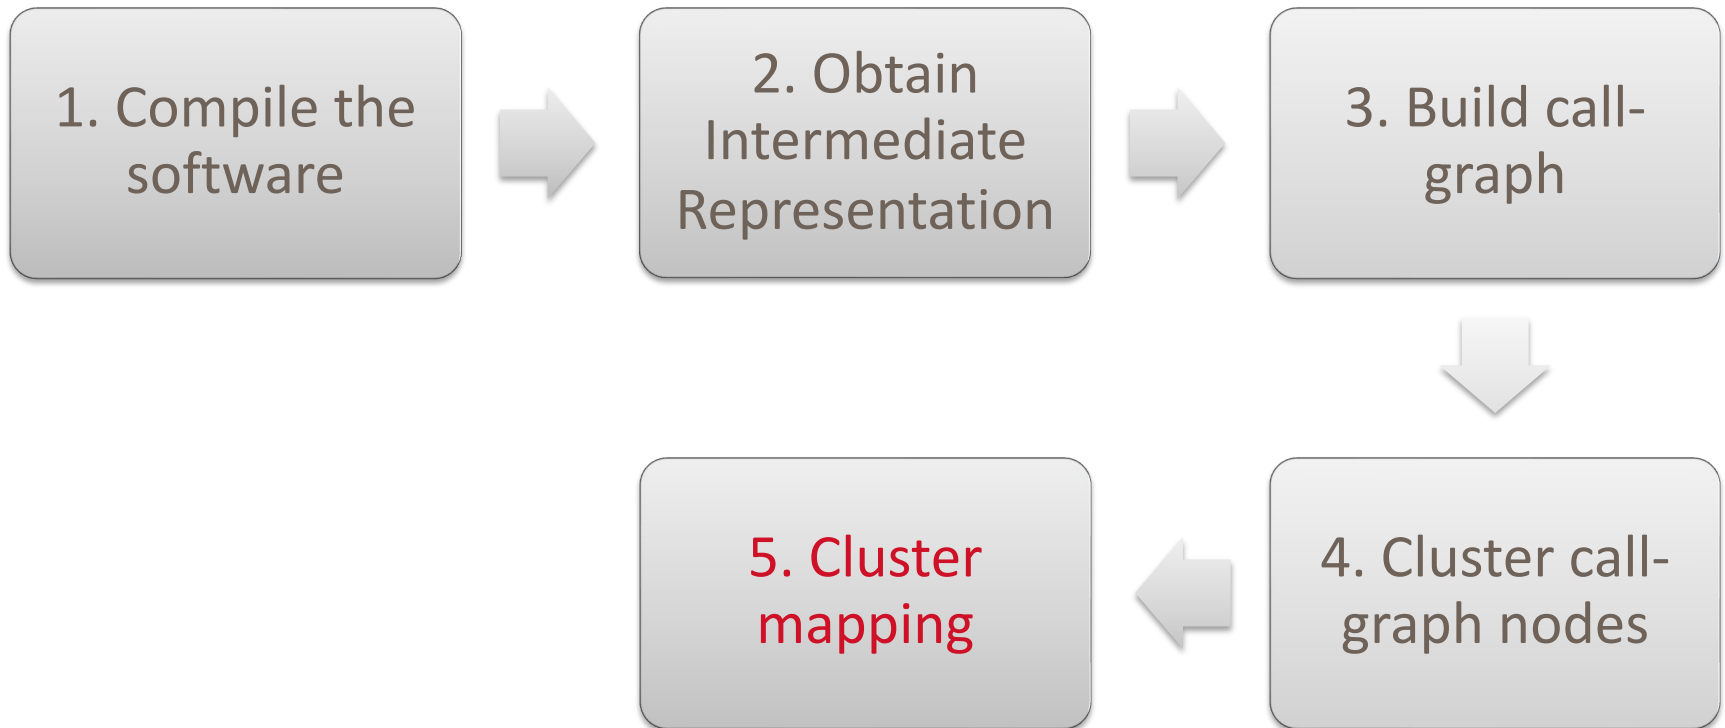 1. Compile the
software
2. Obtain
Intermediate
Representation
3. Build call-
graph
4. Cluster call-
graph nodes
5. Cluster
mapping